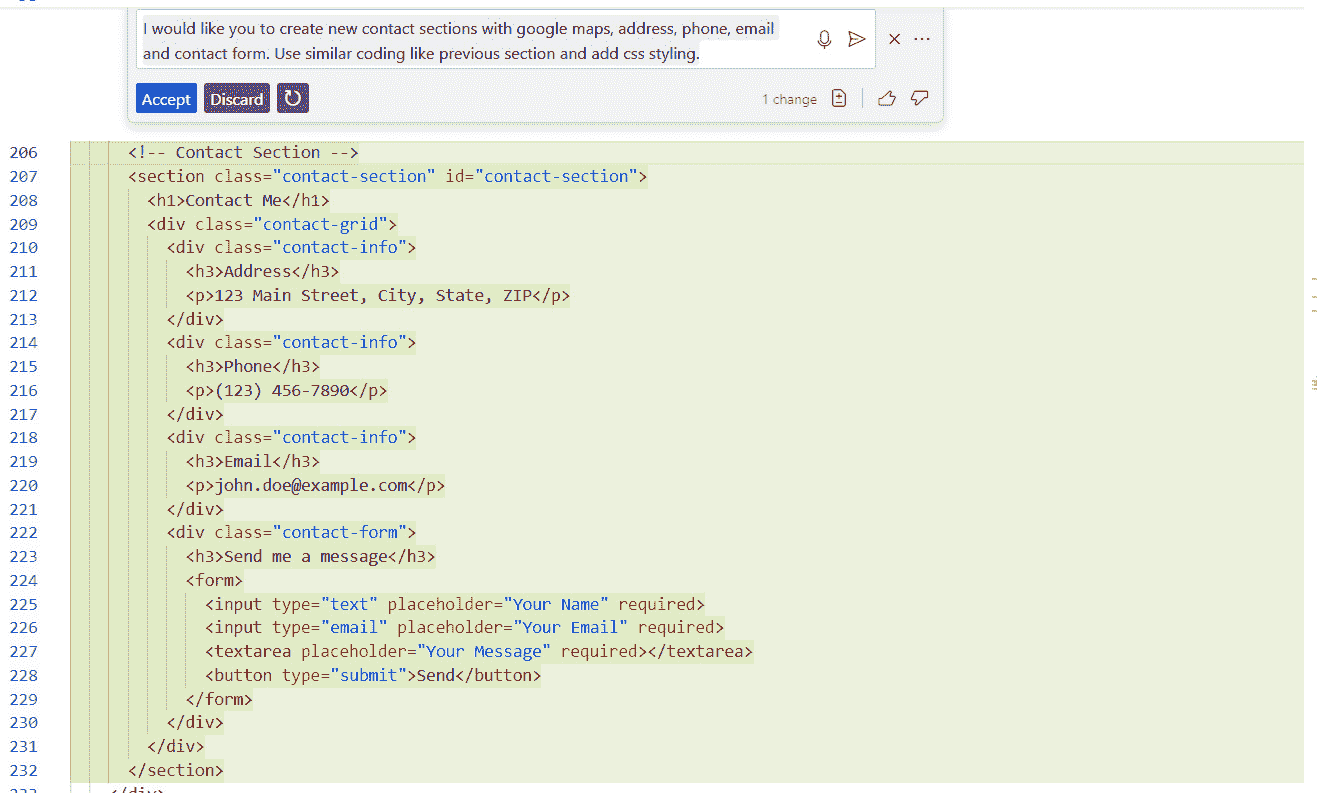 I would like you to create new contact sections with google maps, address, phone, email
and contact form. Use similar coding like previous section and add css styling.
Accept Discard 1 change
206 <!-- Contact Section -->
207 <section class="contact-section" id="contact-section">
208 <h1>Contact Me</h1>
209 <div class="contact-grid">
210 <div class="contact-info">
211 <h3>Address</h3>
212 <p>123 Main Street, City, State, ZIP</p>
213 </div>
214 <div class="contact-info">
215 <h3>Phone</h3>
216 <p>(123) 456-7890</p>
217 </div>
218 <div class="contact-info">
219 <h3>Email</h3>
220 <p>john.doe@example.com</p>
221 </div>
222 <div class="contact-form">
223 <h3>Send me a message</h3>
224 <form>
225 <input type="text" placeholder="Your Name" required>
226 <input type="email" placeholder="Your Email" required>
227 <textarea placeholder="Your Message" required></textarea>
228 <button type="submit">Send</button>
229 </form>
230 </div>
231 </div>
232 </section>
233 </div>